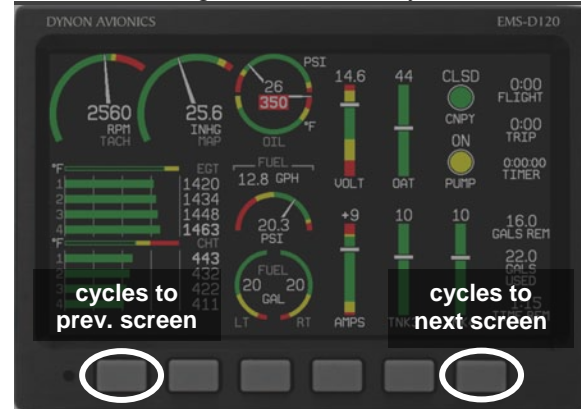 DYNON AVIONICS
EMS-D120
2560
RPM
TACH
25.6
INHG
MAP
PSI
26
350
°F
OIL
14.6
VOLT
44
OAT
CLSD
CNPY
ON
PUMP
0:00
FLIGHT
0:00
TRIP
0:00:00
TIMER
°F
EGT
1 1420
2 1434
3 1448
4 1463
°F
CHT
1 443
432
422
411
FUEL
12.8 GPH
20.3
PSI
FUEL
20 20
GAL
LT RT
+9
AMPS
10
10
16.0
GALS REM
22.0
GALS
USED
1:15
TIME REM
cycles to
prev. screen
cycles to
next screen